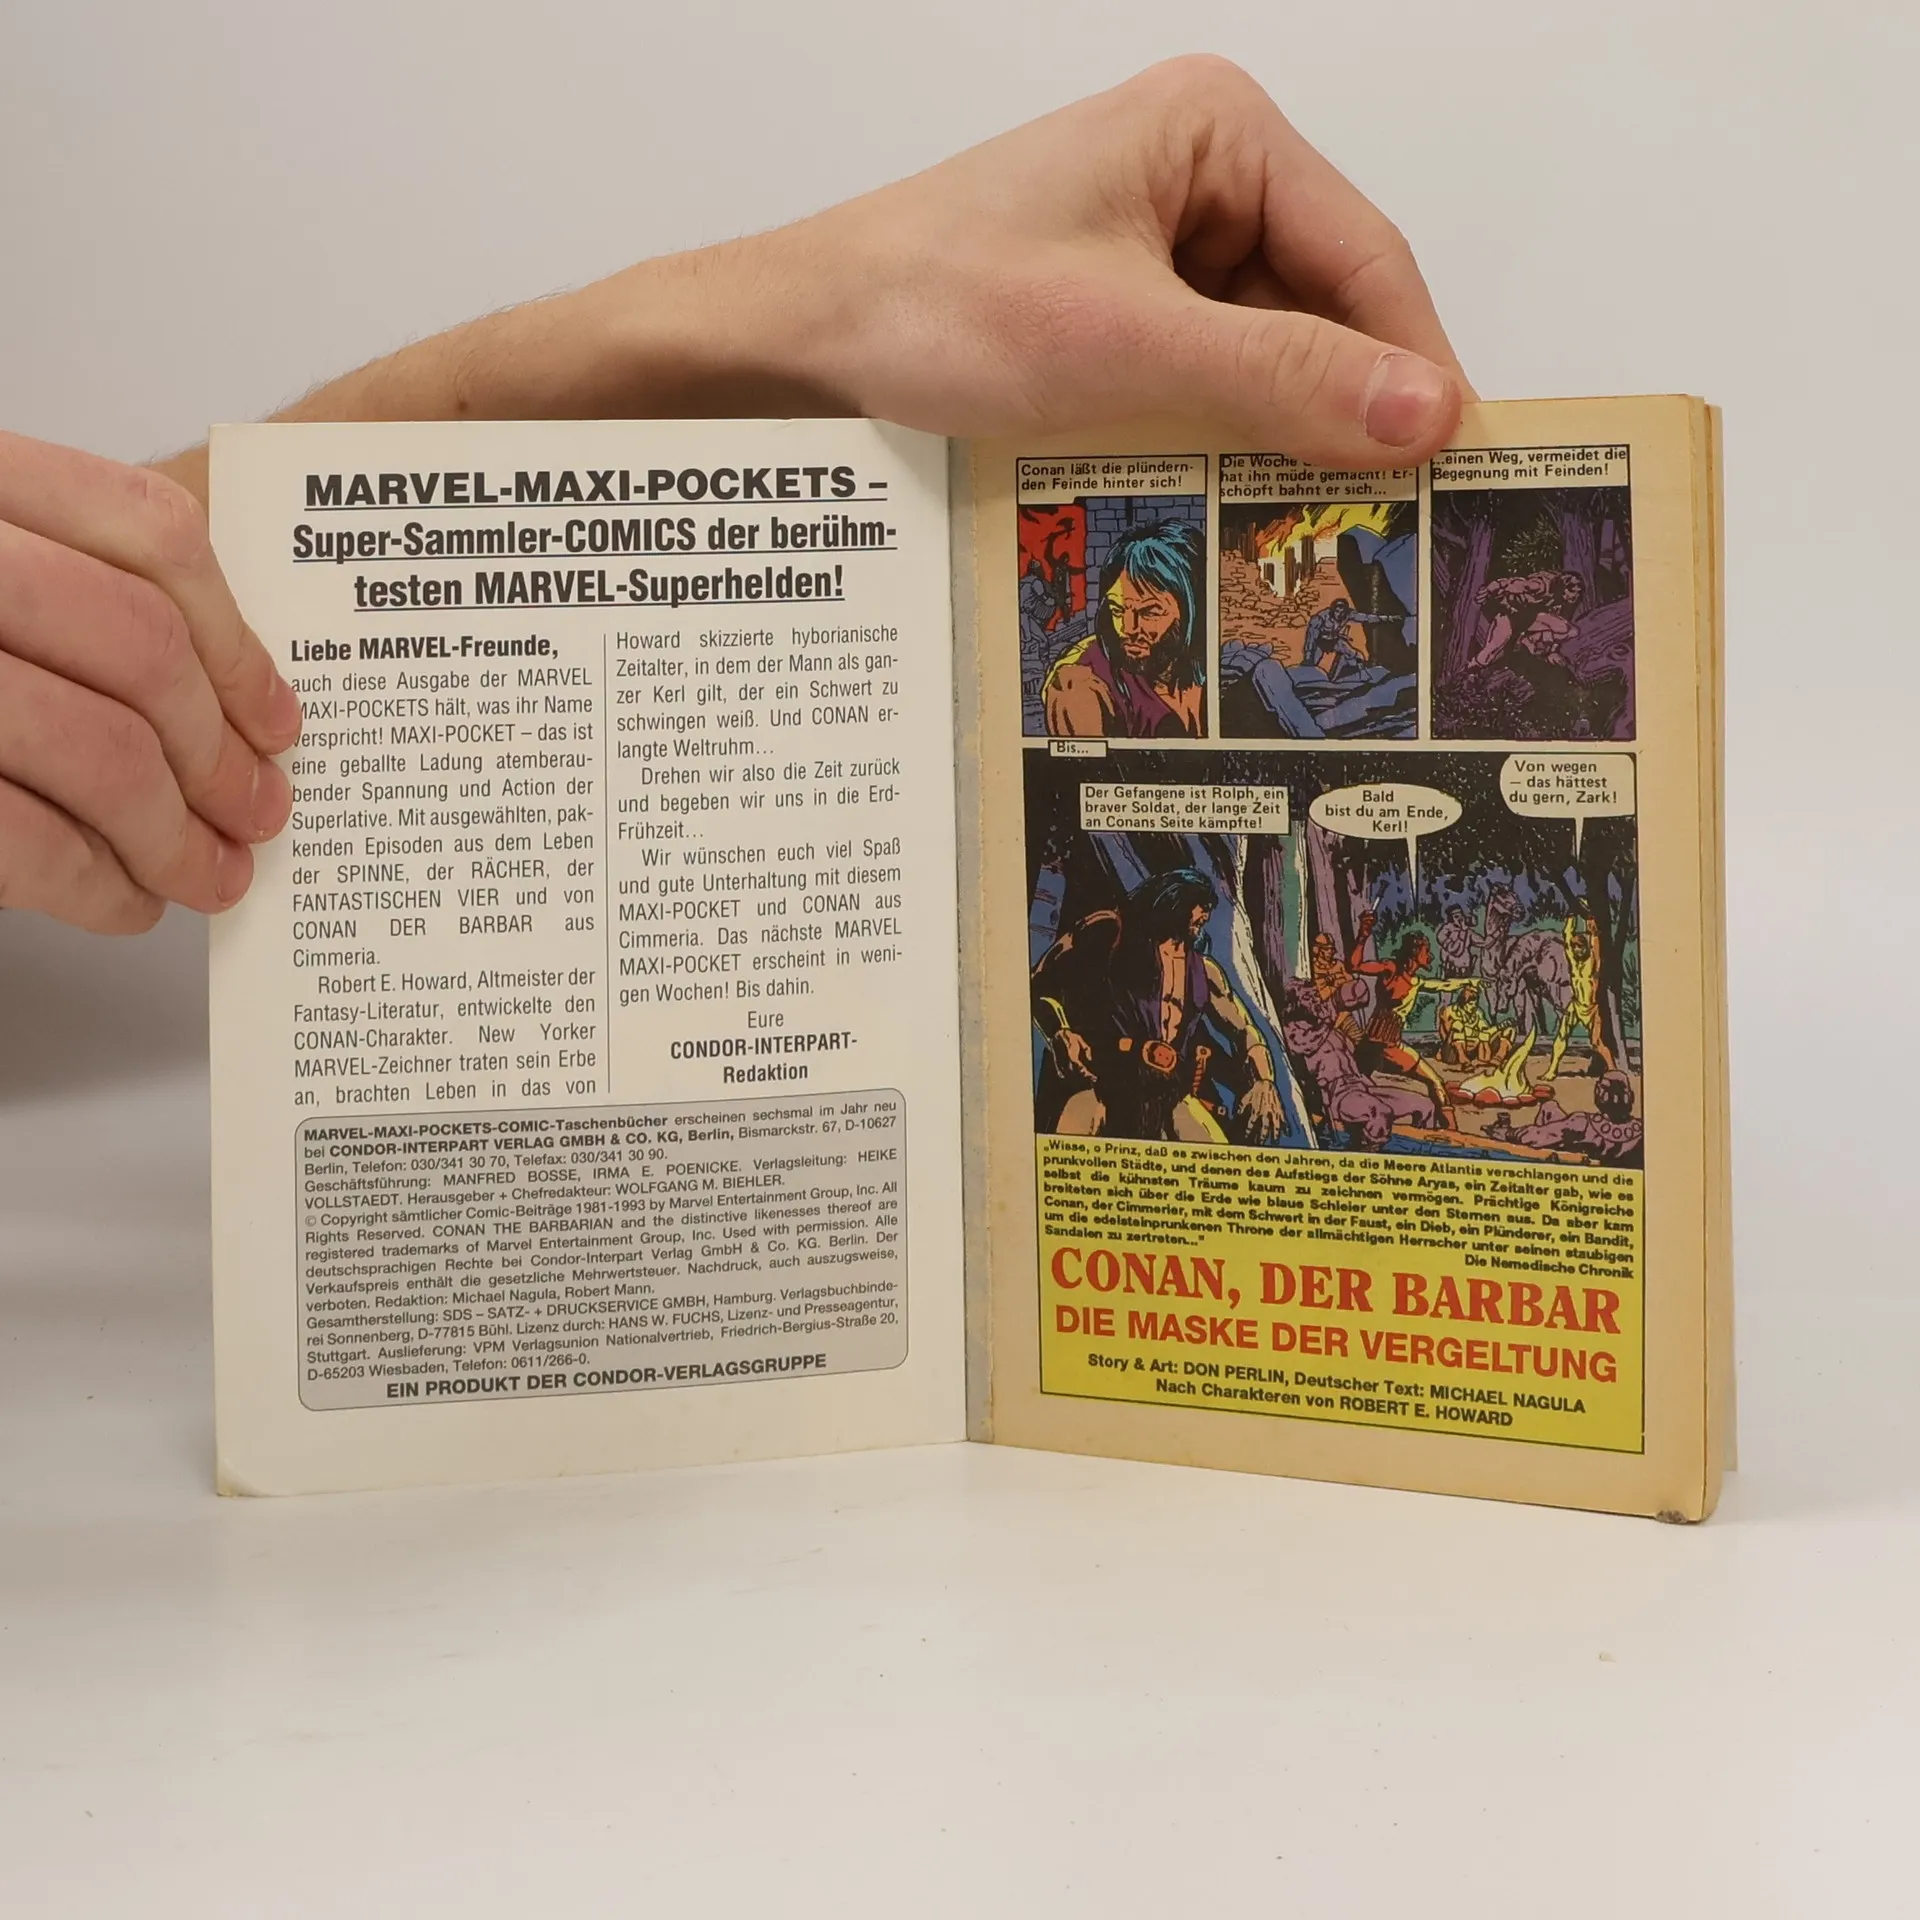 MARVEL-MAXI-POCKETS –
Super-Sammler-COMICS der berühm-
testen MARVEL-Superhelden!
Liebe MARVEL-Freunde,
auch diese Ausgabe der MARVEL
MAXI-POCKETS hält, was ihr Name
verspricht! MAXI-POCKET – das ist
eine geballte Ladung atemberau-
bender Spannung und Action der
Superlative. Mit ausgewählten, pak-
kenden Episoden aus dem Leben
der SPINNE, der RÄCHER, der
FANTASTISCHEN VIER und von
CONAN DER BARBAR aus
Cimmeria.
Robert E. Howard, Altmeister der
Fantasy-Literatur, entwickelte den
CONAN-Charakter. New Yorker
MARVEL-Zeichner traten sein Erbe
an, brachten Leben in das von
Howard skizzierte hyborianische
Zeitalter, in dem der Mann als gan-
zer Kerl gilt, der ein Schwert zu
schwingen weiß. Und CONAN er-
langte Weltruhm...
Drehen wir also die Zeit zurück
und begeben wir uns in die Erd-
Frühzeit...
Wir wünschen euch viel Spaß
und gute Unterhaltung mit diesem
MAXI-POCKET und CONAN aus
Cimmeria. Das nächste MARVEL
MAXI-POCKET erscheint in weni-
gen Wochen! Bis dahin.
Eure
CONDOR-INTERPART-
Redaktion
MARVEL-MAXI-POCKETS-COMIC-Taschenbücher erscheinen sechsmal im Jahr neu
bei CONDOR-INTERPART VERLAG GMBH & CO. KG, Berlin, Bismarckstr. 67, D-10627
Berlin, Telefon: 030/341 30 70, Telefax: 030/341 30 90.
Geschäftsführung: MANFRED BOSSE, IRMA E. POENICKE. Verlagsleitung: HEIKE
VOLLSTAEDT. Herausgeber + Chefredakteur: WOLFGANG M. BIEHLER.
© Copyright sämtlicher Comic-Beiträge 1981-1993 by Marvel Entertainment Group, Inc. All
Rights Reserved. CONAN THE BARBARIAN and the distinctive likenesses thereof are
registered trademarks of Marvel Entertainment Group, Inc. Used with permission. Alle
deutschsprachigen Rechte bei Condor-Interpart Verlag GmbH & Co. KG. Berlin. Der
Verkaufspreis enthält die gesetzliche Mehrwertsteuer. Nachdruck, auch auszugsweise,
verboten. Redaktion: Michael Nagula, Robert Mann.
Gesamtherstellung: SDS – SATZ- + DRUCKSERVICE GMBH, Hamburg. Verlagsbuchbinde-
rei Sonnenberg, D-77815 Bühl. Lizenz durch: HANS W. FUCHS, Lizenz- und Presseagentur,
Stuttgart. Auslieferung: VPM Verlagsunion Nationalvertrieb, Friedrich-Bergius-Straße 20,
D-65203 Wiesbaden, Telefon: 0611/266-0.
EIN PRODUKT DER CONDOR-VERLAGSGRUPPE
Conan läßt die plündern-
den Feinde hinter sich!
Die Woche
hat ihn müde gemacht! Er-
schöpft bahnt er sich...
...einen Weg, vermeidet die
Begegnung mit Feinden!
Bis...
Der Gefangene ist Rolph, ein
braver Soldat, der lange Zeit
an Conans Seite kämpfte!
Bald
bist du am Ende,
Kerl!
Von wegen
– das hättest
du gern, Zark!
„Wisse, o Prinz, daß es zwischen den Jahren, da die Meere Atlantis verschlangen und die
prunkvollen Städte, und denen des Aufstiegs der Söhne Aryas, ein Zeitalter gab, wie es
selbst die kühnsten Träume kaum zu zeichnen vermögen. Prächtige Königreiche
breiteten sich über die Erde wie blaue Schleier unter den Sternen aus. Da aber kam
Conan, der Cimmerier, mit dem Schwert in der Faust, ein Dieb, ein Plünderer, ein Bandit,
um die edelsteinprunkenen Throne der allmächtigen Herrscher unter seinen staubigen
Sandalen zu zertreten..."
Die Nemedische Chronik
CONAN, DER BARBAR
DIE MASKE DER VERGELTUNG
Story & Art: DON PERLIN, Deutscher Text: MICHAEL NAGULA
Nach Charakteren von ROBERT E. HOWARD